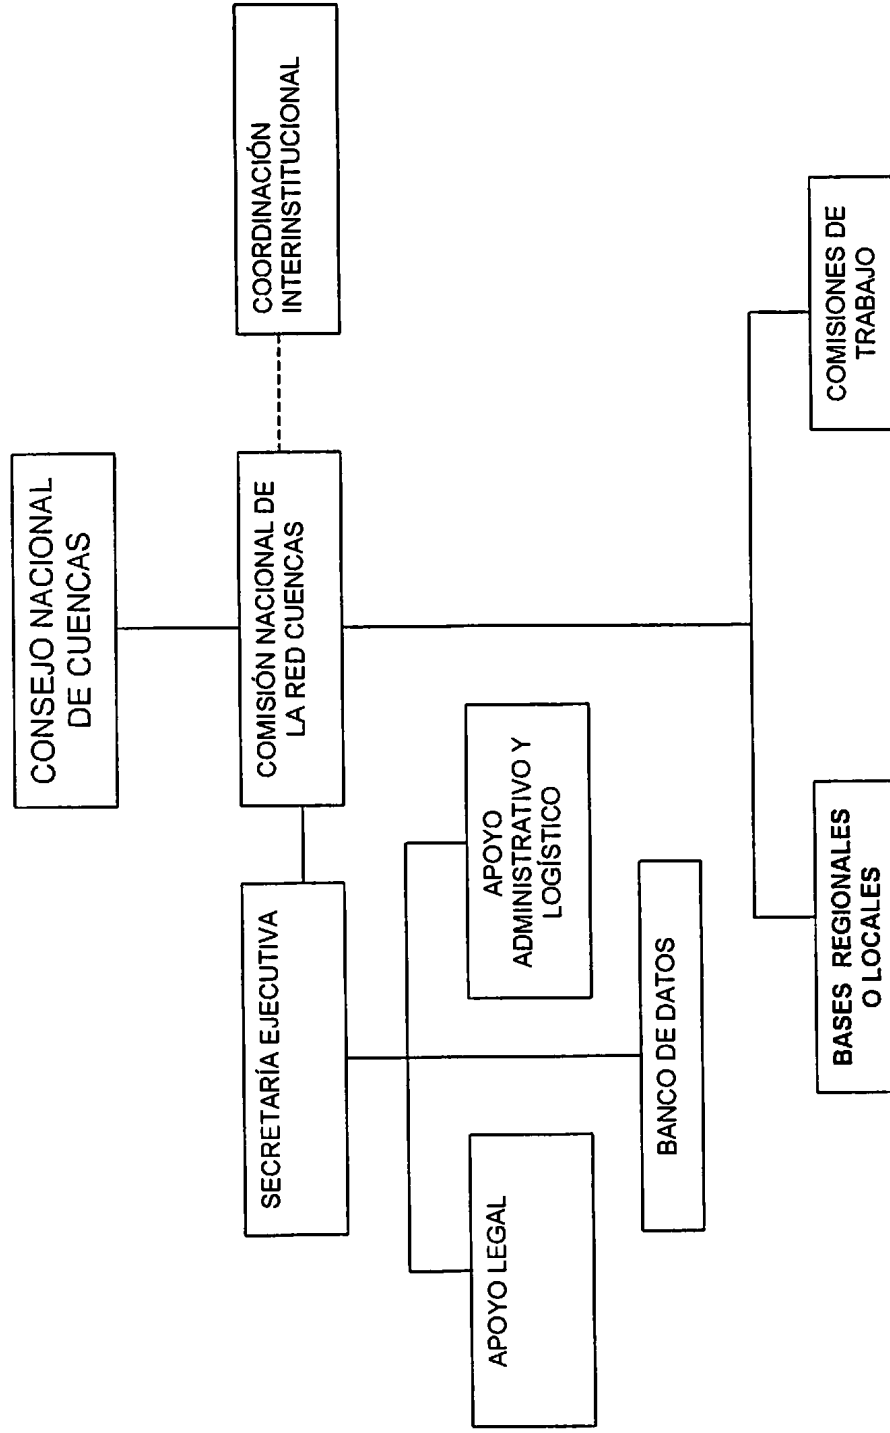 CONSEJO NACIONAL
DE CUENCAS
COMISIÓN NACIONAL DE
LA RED CUENCAS
COORDINACIÓN
INTERINSTITUCIONAL
SECRETARÍA EJECUTIVA
APOYO LEGAL
APOYO
ADMINISTRATIVO Y
LOGÍSTICO
BANCO DE DATOS
BASES REGIONALES
O LOCALES
COMISIONES DE
TRABAJO